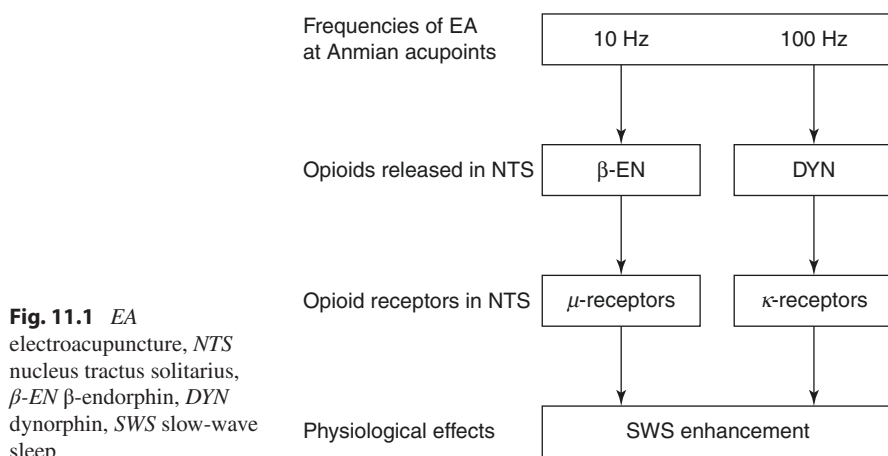 Frequencies of EA
at Anmian acupoints
10 Hz 100 Hz
Opioids released in NTS
β-EN DYN
Opioid receptors in NTS
μ-receptors κ-receptors
Physiological effects
SWS enhancement
Fig. 11.1 EA
electroacupuncture, NTS
nucleus tractus solitarius,
β-EN β-endorphin, DYN
dynorphin, SWS slow-wave
sleep